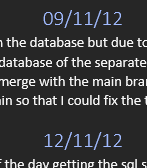 09/11/12
the database but due to
database of the separate
merge with the main bran
in so that I could fix the t
12/11/12
of the day getting the sql s